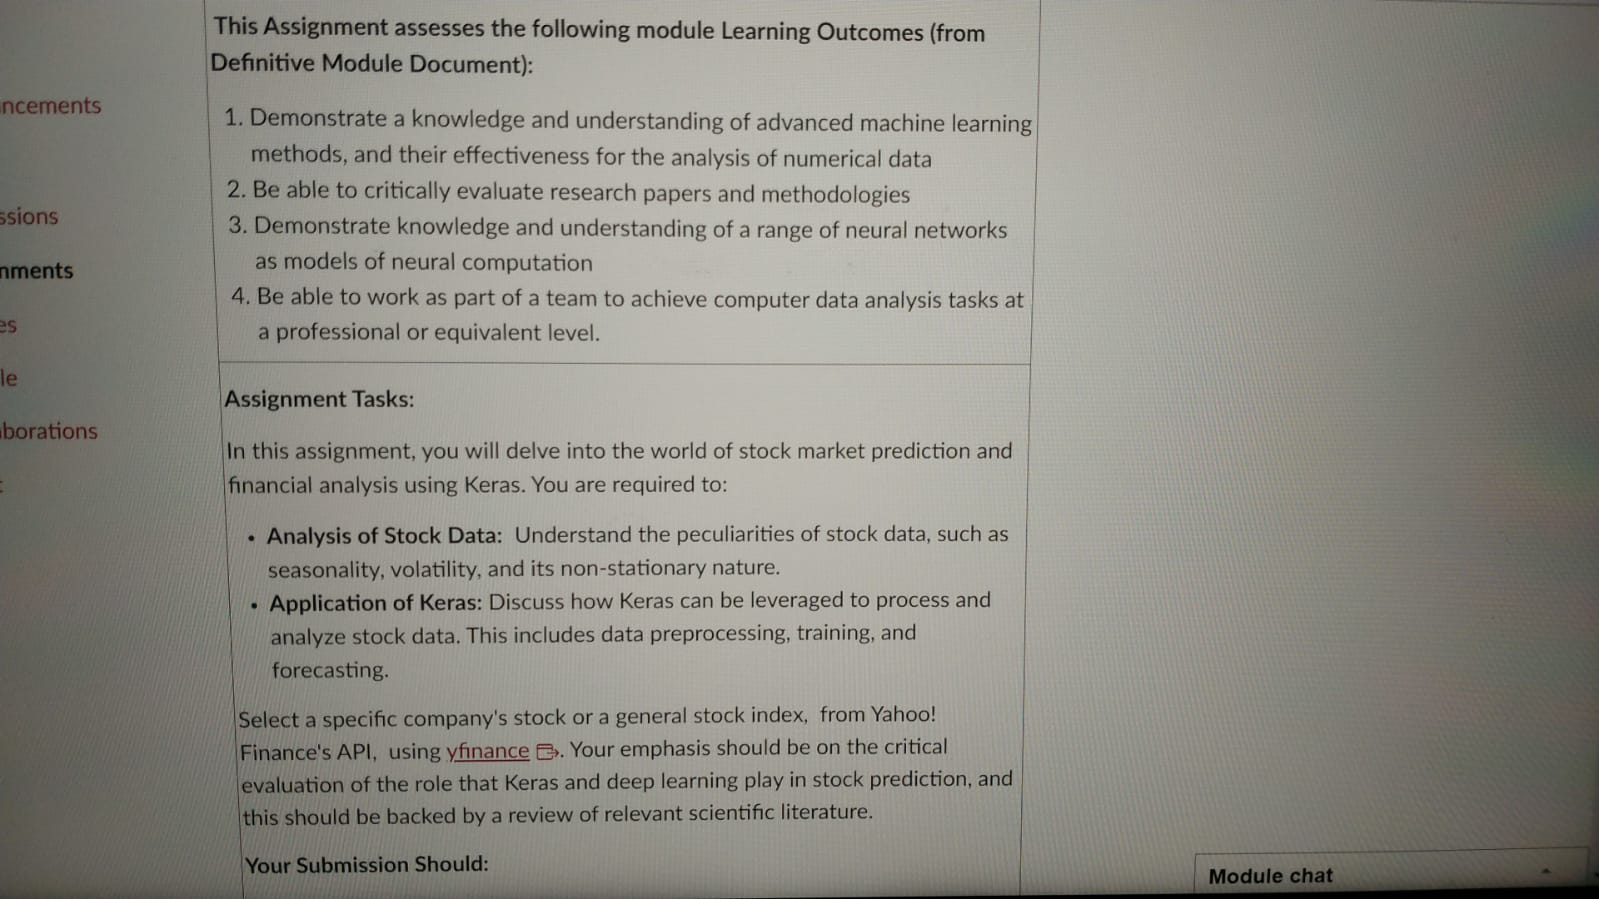 This Assignment assesses the following module Learning Outcomes (from
Definitive Module Document):
ncements
1. Demonstrate a knowledge and understanding of advanced machine learning
methods, and their effectiveness for the analysis of numerical data
2. Be able to critically evaluate research papers and methodologies
ssions
3. Demonstrate knowledge and understanding of a range of neural networks
as models of neural computation
nments
4. Be able to work as part of a team to achieve computer data analysis tasks at
a professional or equivalent level.
es
le
Assignment Tasks:
borations
In this assignment, you will delve into the world of stock market prediction and
financial analysis using Keras. You are required to:
• Analysis of Stock Data: Understand the peculiarities of stock data, such as
seasonality, volatility, and its non-stationary nature.
• Application of Keras: Discuss how Keras can be leveraged to process and
analyze stock data. This includes data preprocessing, training, and
forecasting.
Select a specific company's stock or a general stock index, from Yahoo!
Finance's API, using yfinance. Your emphasis should be on the critical
evaluation of the role that Keras and deep learning play in stock prediction, and
this should be backed by a review of relevant scientific literature.
Your Submission Should:
Module chat